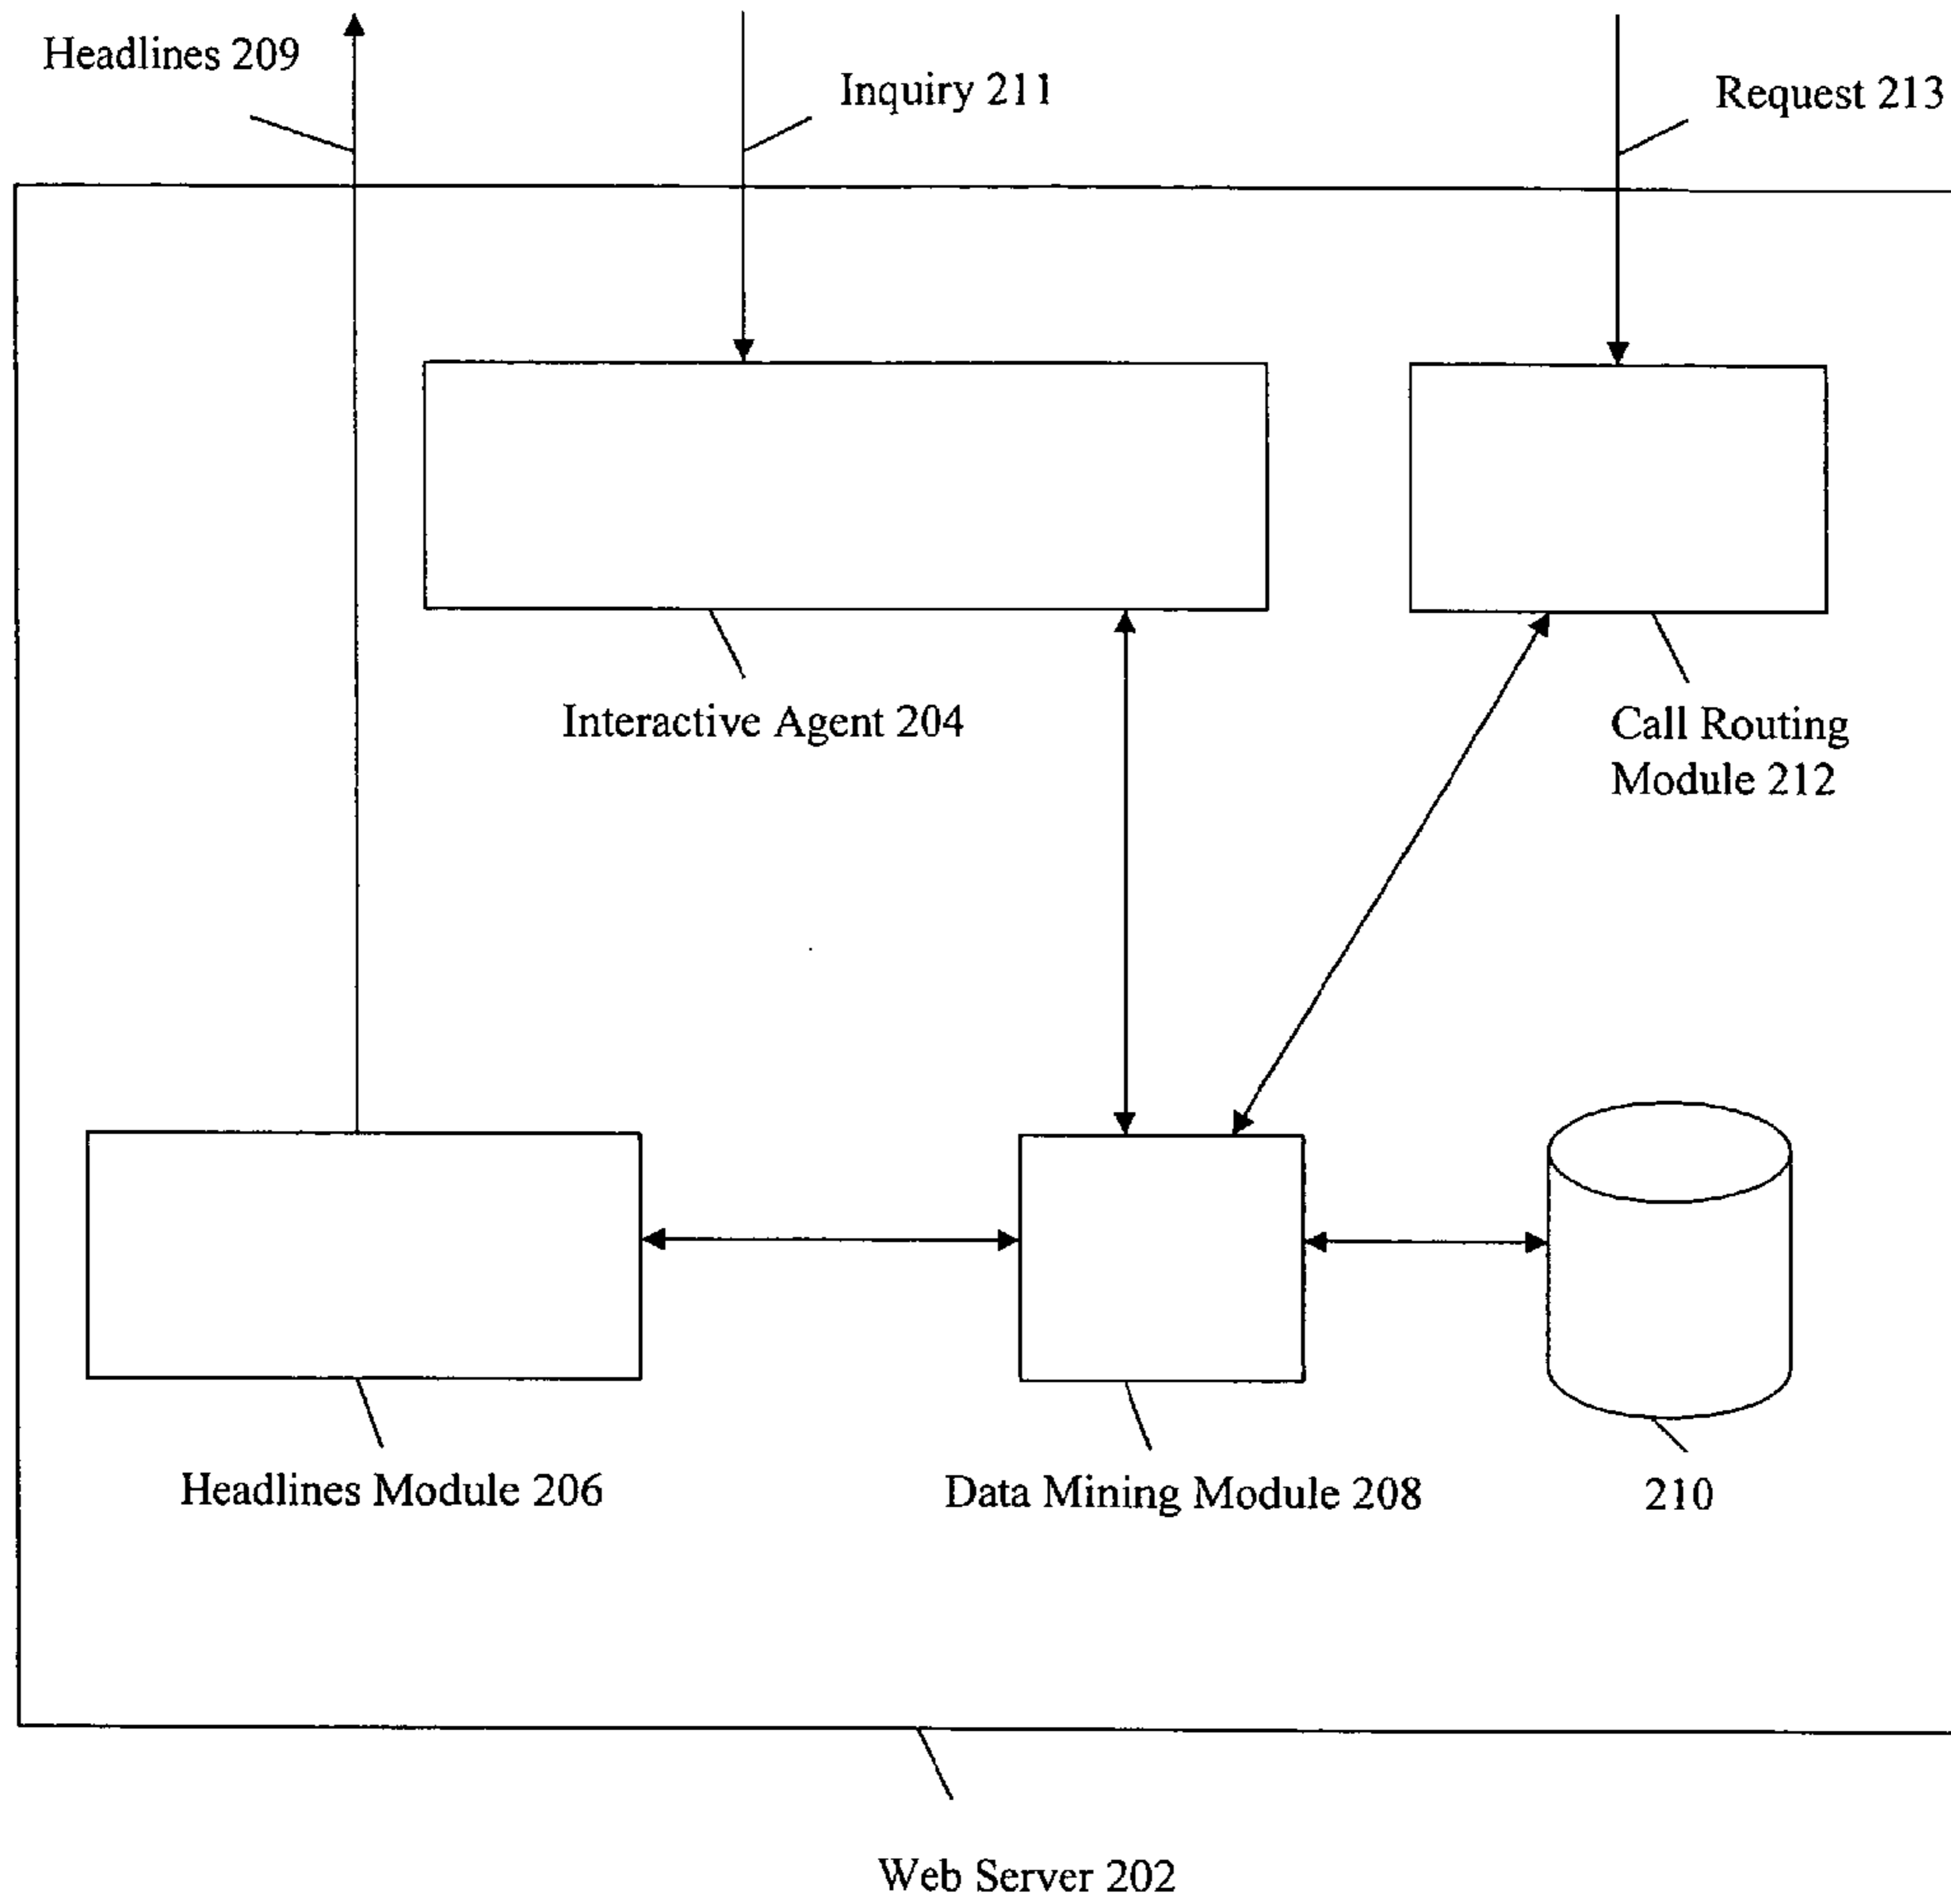 Headlines 209
Inquiry 211
Request 213
Interactive Agent 204
Call Routing
Module 212
Headlines Module 206
Data Mining Module 208
210
Web Server 202